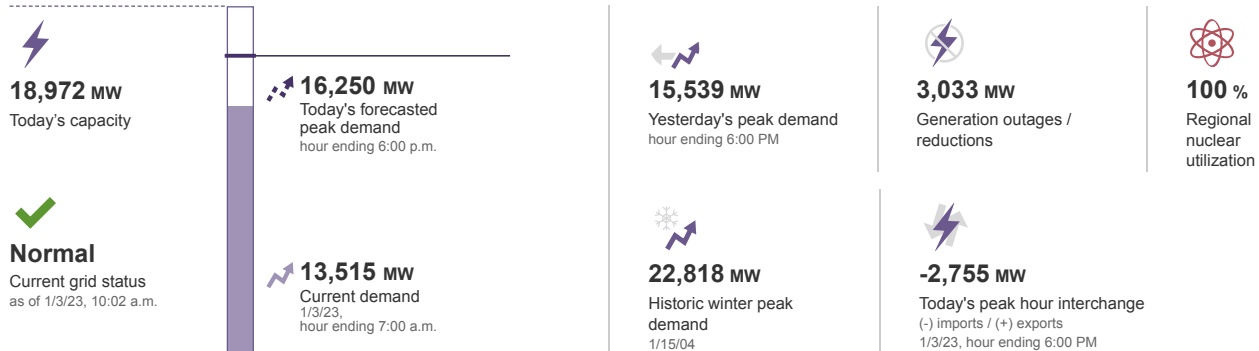 18,972 MW
Today's capacity
Normal
Current grid status
as of 1/3/23, 10:02 a.m.
16,250 MW
Today's forecasted
peak demand
hour ending 6:00 p.m.
13,515 MW
Current demand
1/3/23,
hour ending 7:00 a.m.
15,539 MW
Yesterday's peak demand
hour ending 6:00 PM
3,033 MW
Generation outages /
reductions
100 %
Regional
nuclear
utilization
22,818 MW
Historic winter peak
demand
1/15/04
-2,755 MW
Today's peak hour interchange
(-) imports / (+) exports
1/3/23, hour ending 6:00 PM